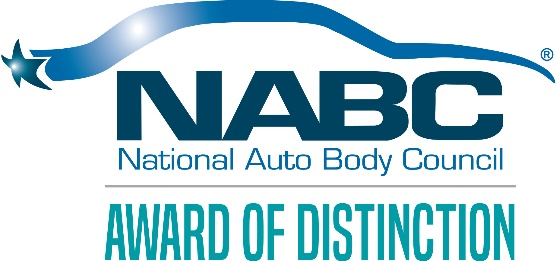 NABC®
National Auto Body Council
AWARD OF DISTINCTION